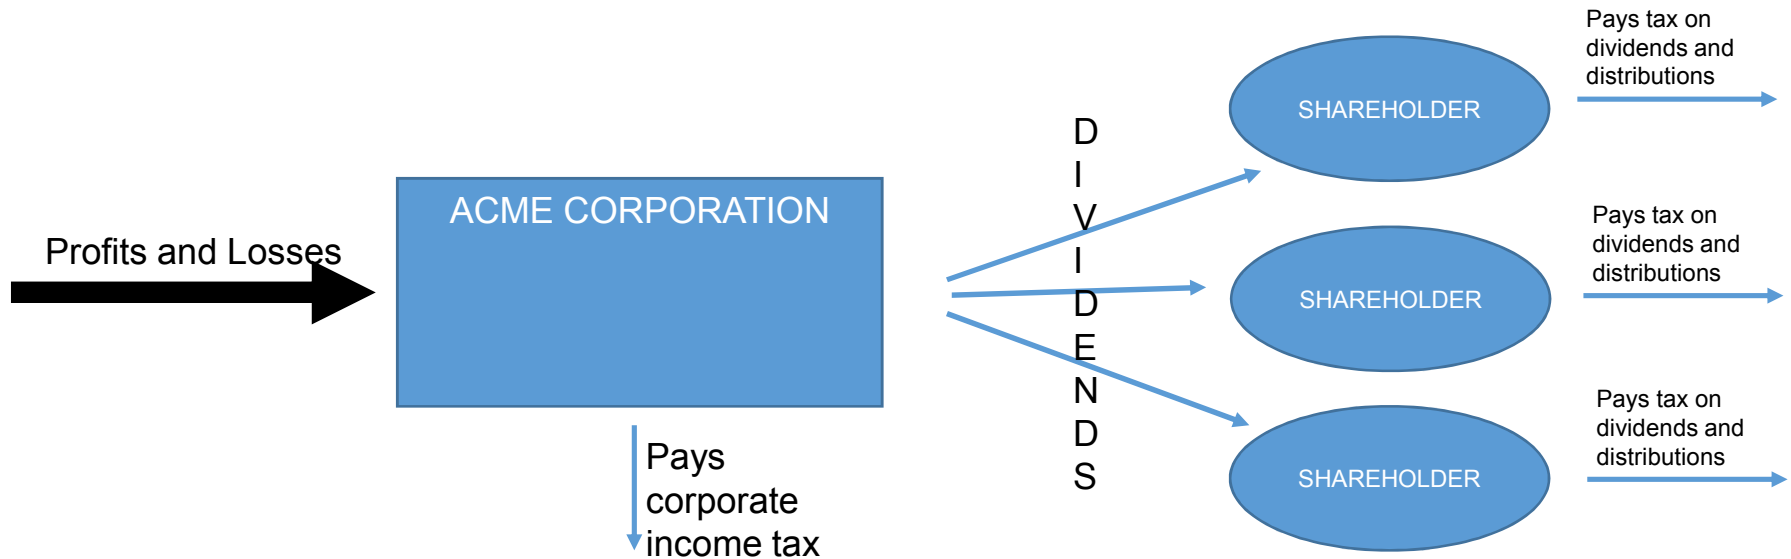 Profits and Losses
ACME CORPORATION
Pays
corporate
income tax
D
I
V
I
D
E
N
D
S
SHAREHOLDER
Pays tax on
dividends and
distributions
SHAREHOLDER
Pays tax on
dividends and
distributions
SHAREHOLDER
Pays tax on
dividends and
distributions